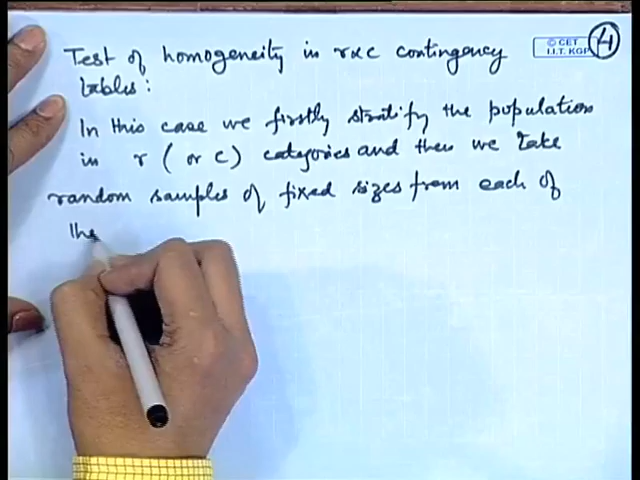 Test of homogeneity in r×c contingency
tables:
© CET
I.I.T. KGP
14
In this case we firstly stratify the population
in r (or c) categories and then we take
random samples of fixed sizes from each of
the